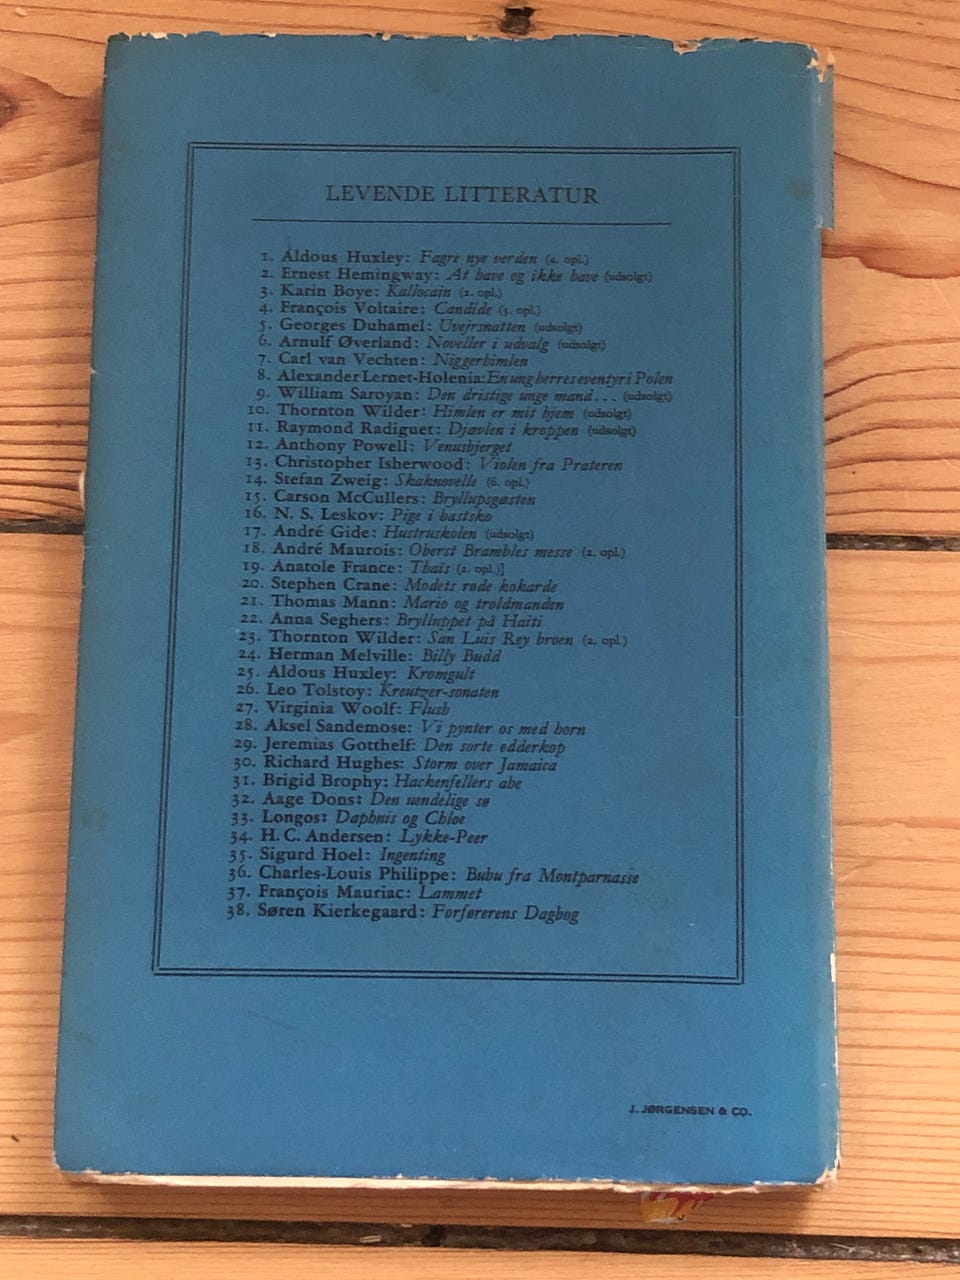 LEVENDE LITTERATUR
1. Aldous Huxley: Fagre nye verden (4. opl.)
2. Ernest Hemingway: At have og ikke have (udsolgt)
3. Karin Boye: Kallocain (2. opl.)
4. François Voltaire: Candide (3. opl.)
5. Georges Duhamel: Uvejrsnatten (udsolgt)
6. Arnulf Øverland: Noveller i udvalg (udsolgt)
7. Carl van Vechten: Niggerhimlen
8. Alexander Lernet-Holenia: En ung herres eventyr i Polen
9. William Saroyan: Den dristige unge mand... (udsolgt)
10. Thornton Wilder: Himlen er mit hjem (udsolgt)
11. Raymond Radiguet: Djævlen i kroppen (udsolgt)
12. Anthony Powell: Venusbjerget
13. Christopher Isherwood: Violen fra Prateren
14. Stefan Zweig: Skaknovelle (6. opl.)
15. Carson McCullers: Bryllupsgæsten
16. N. S. Leskov: Pige i bastsko
17. André Gide: Hustruskolen (udsolgt)
18. André Maurois: Oberst Brambles messe (2. opl.)
19. Anatole France: Thaïs (2. opl.)]
20. Stephen Crane: Modets røde kokarde
21. Thomas Mann: Mario og troldmanden
22. Anna Seghers: Brylluppet på Haiti
23. Thornton Wilder: San Luis Rey broen (2. opl.)
24. Herman Melville: Billy Budd
25. Aldous Huxley: Kromgult
26. Leo Tolstoy: Kreutzer-sonaten
27. Virginia Woolf: Flush
28. Aksel Sandemose: Vi pynter os med horn
29. Jeremias Gotthelf: Den sorte edderkop
30. Richard Hughes: Storm over Jamaica
31. Brigid Brophy: Hackenfellers abe
32. Aage Dons: Den uendelige sø
33. Longos: Daphnis og Chloe
34. H. C. Andersen: Lykke-Peer
35. Sigurd Hoel: Ingenting
36. Charles-Louis Philippe: Bubu fra Montparnasse
37. François Mauriac: Lammet
38. Søren Kierkegaard: Forførerens Dagbog
J. JØRGENSEN & CO.